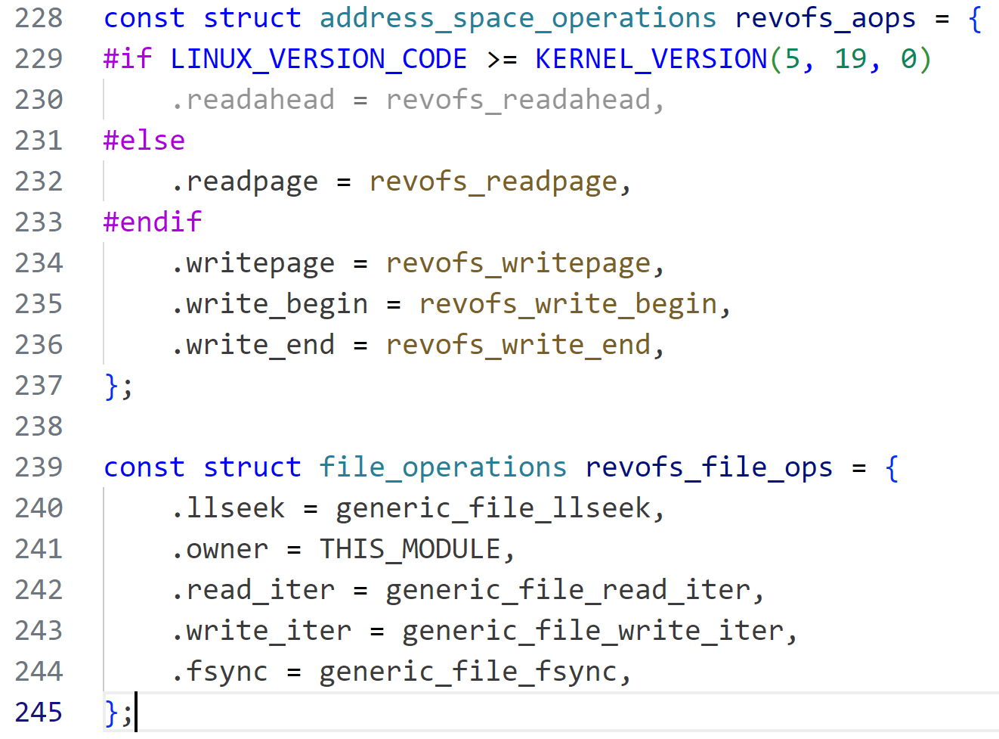 228 const struct address_space_operations revofs_aops = {
229 #if LINUX_VERSION_CODE >= KERNEL_VERSION(5, 19, 0)
230     .readahead = revofs_readahead,
231 #else
232     .readpage = revofs_readpage,
233 #endif
234     .writepage = revofs_writepage,
235     .write_begin = revofs_write_begin,
236     .write_end = revofs_write_end,
237 };
238
239 const struct file_operations revofs_file_ops = {
240     .llseek = generic_file_llseek,
241     .owner = THIS_MODULE,
242     .read_iter = generic_file_read_iter,
243     .write_iter = generic_file_write_iter,
244     .fsync = generic_file_fsync,
245 };